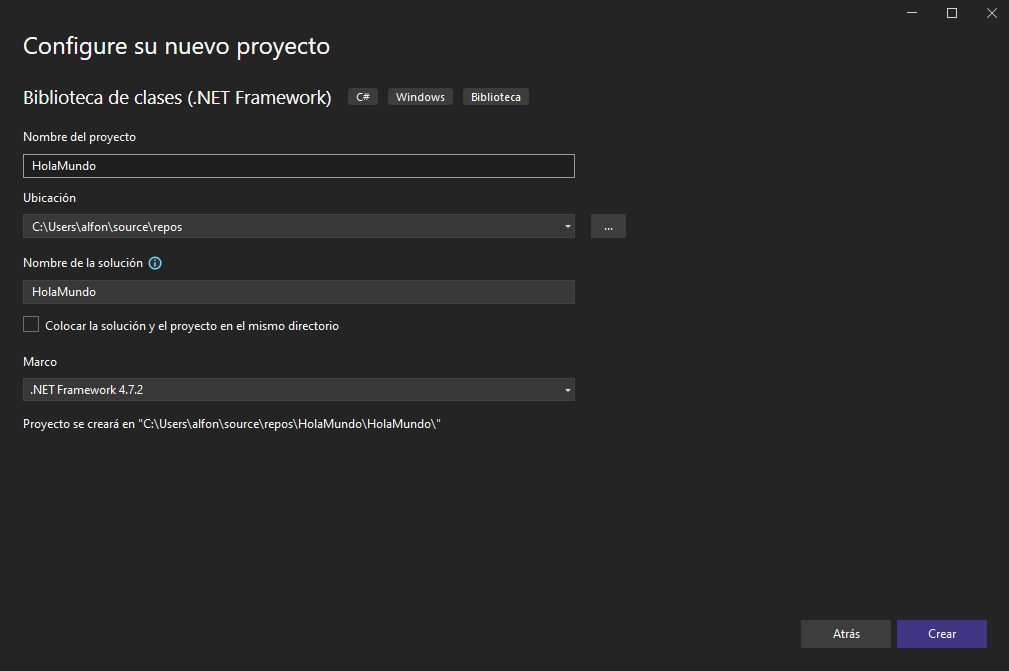 Configure su nuevo proyecto
Biblioteca de clases (.NET Framework) C# Windows Biblioteca
Nombre del proyecto
HolaMundo
Ubicación
C:\Users\alfon\source\repos ...
Nombre de la solución
HolaMundo
Colocar la solución y el proyecto en el mismo directorio
Marco
.NET Framework 4.7.2
Proyecto se creará en "C:\Users\alfon\source\repos\HolaMundo\HolaMundo\"
Atrás Crear